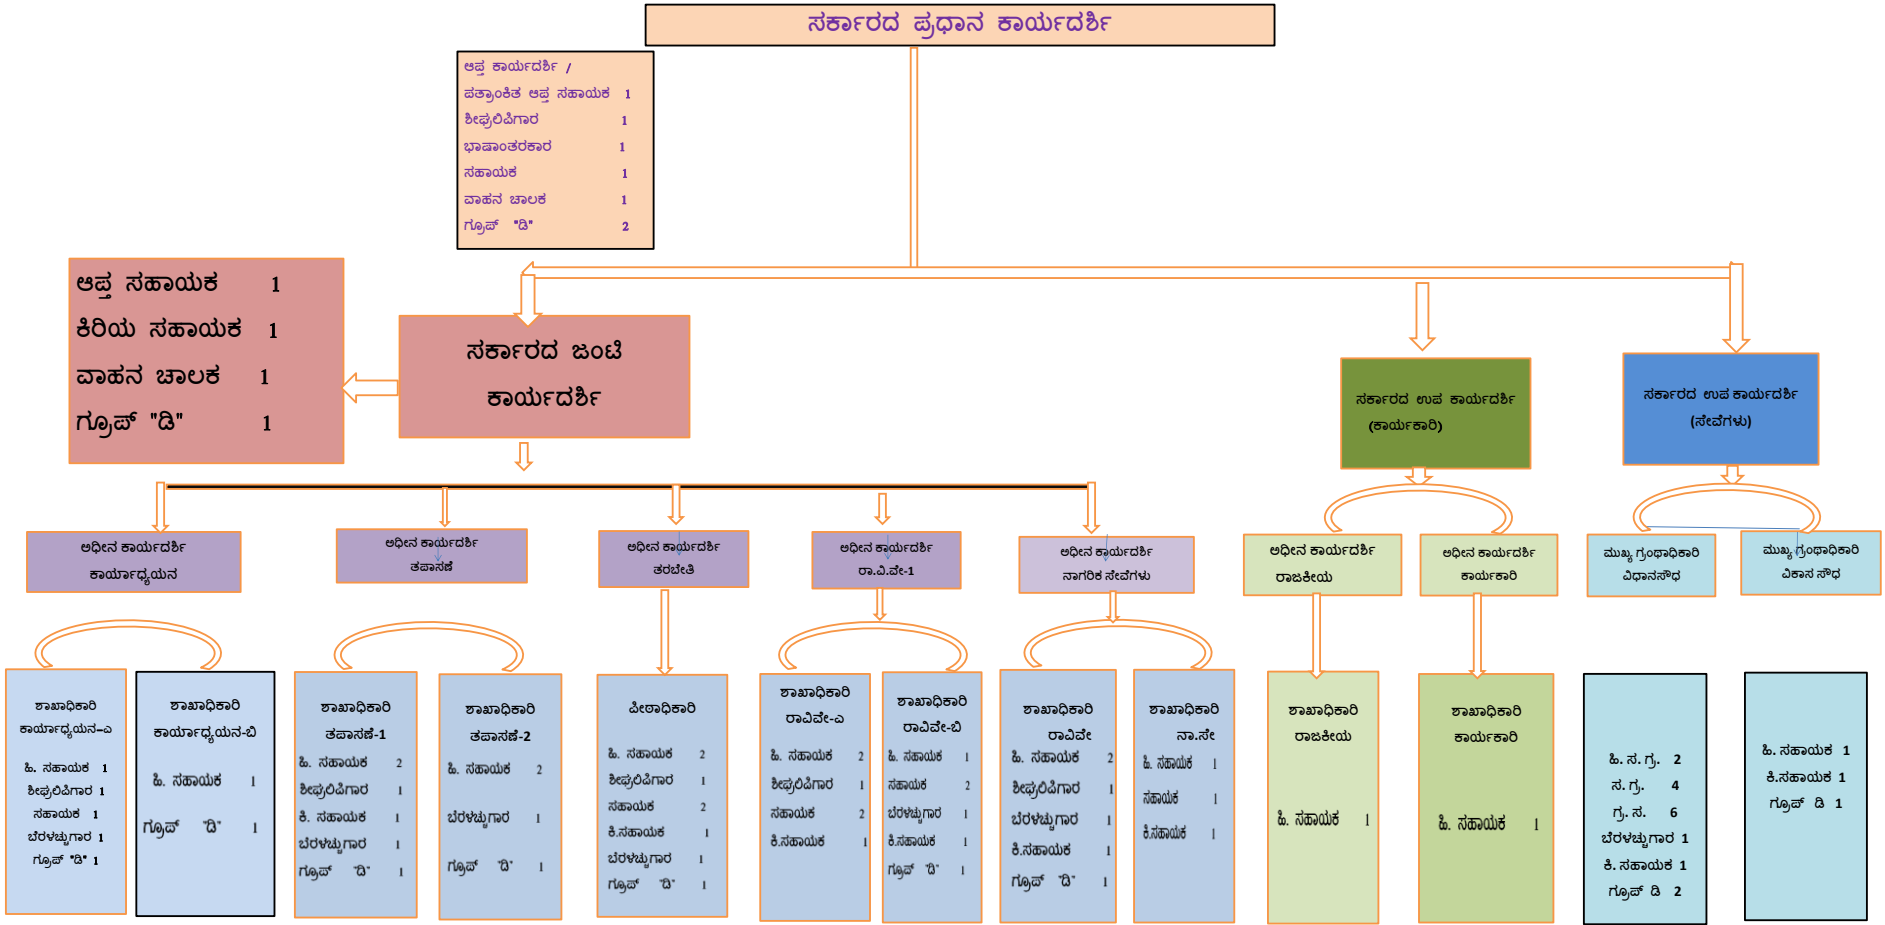 ಸರ್ಕಾರದ ಪ್ರಧಾನ ಕಾರ್ಯದರ್ಶಿ
ಆಪ್ತ ಕಾರ್ಯದರ್ಶಿ /
ಪತ್ರಾಂಕಿತ ಆಪ್ತ ಸಹಾಯಕ 1
ಶೀಘ್ರಲಿಪಿಗಾರ 1
ಭಾಷಾಂತರಕಾರ 1
ಸಹಾಯಕ 1
ವಾಹನ ಚಾಲಕ 1
ಗ್ರೂಪ್ "ಡಿ" 2
ಆಪ್ತ ಸಹಾಯಕ 1
ಕಿರಿಯ ಸಹಾಯಕ 1
ವಾಹನ ಚಾಲಕ 1
ಗ್ರೂಪ್ "ಡಿ" 1
ಸರ್ಕಾರದ ಜಂಟಿ
ಕಾರ್ಯದರ್ಶಿ
ಸರ್ಕಾರದ ಉಪ ಕಾರ್ಯದರ್ಶಿ
(ಕಾರ್ಯಕಾರಿ)
ಸರ್ಕಾರದ ಉಪ ಕಾರ್ಯದರ್ಶಿ
(ಸೇವೆಗಳು)
ಅಧೀನ ಕಾರ್ಯದರ್ಶಿ
ಕಾರ್ಯಾಧ್ಯಯನ
ಅಧೀನ ಕಾರ್ಯದರ್ಶಿ
ತಪಾಸಣೆ
ಅಧೀನ ಕಾರ್ಯದರ್ಶಿ
ತರಬೇತಿ
ಅಧೀನ ಕಾರ್ಯದರ್ಶಿ
ರಾ.ವಿ.ವೇ-1
ಅಧೀನ ಕಾರ್ಯದರ್ಶಿ
ನಾಗರಿಕ ಸೇವೆಗಳು
ಅಧೀನ ಕಾರ್ಯದರ್ಶಿ
ರಾಜಕೀಯ
ಅಧೀನ ಕಾರ್ಯದರ್ಶಿ
ಕಾರ್ಯಕಾರಿ
ಮುಖ್ಯ ಗ್ರಂಥಾಧಿಕಾರಿ
ವಿಧಾನಸೌಧ
ಮುಖ್ಯ ಗ್ರಂಥಾಧಿಕಾರಿ
ವಿಕಾಸ ಸೌಧ
ಶಾಖಾಧಿಕಾರಿ
ಕಾರ್ಯಾಧ್ಯಯನ–ಎ
ಹಿ. ಸಹಾಯಕ 1
ಶೀಘ್ರಲಿಪಿಗಾರ 1
ಸಹಾಯಕ 1
ಬೆರಳಚ್ಚುಗಾರ 1
ಗ್ರೂಪ್ "ಡಿ" 1
ಶಾಖಾಧಿಕಾರಿ
ಕಾರ್ಯಾಧ್ಯಯನ-ಬಿ
ಹಿ. ಸಹಾಯಕ 1
ಗ್ರೂಪ್ "ಡಿ" 1
ಶಾಖಾಧಿಕಾರಿ
ತಪಾಸಣೆ-1
ಹಿ. ಸಹಾಯಕ 2
ಶೀಘ್ರಲಿಪಿಗಾರ 1
ಕಿ. ಸಹಾಯಕ 1
ಬೆರಳಚ್ಚುಗಾರ 1
ಗ್ರೂಪ್ "ಡಿ" 1
ಶಾಖಾಧಿಕಾರಿ
ತಪಾಸಣೆ-2
ಹಿ. ಸಹಾಯಕ 2
ಬೆರಳಚ್ಚುಗಾರ 1
ಗ್ರೂಪ್ "ಡಿ" 1
ಪೀಠಾಧಿಕಾರಿ
ಹಿ. ಸಹಾಯಕ 2
ಶೀಘ್ರಲಿಪಿಗಾರ 1
ಸಹಾಯಕ 2
ಕಿ.ಸಹಾಯಕ 1
ಬೆರಳಚ್ಚುಗಾರ 1
ಗ್ರೂಪ್ "ಡಿ" 1
ಶಾಖಾಧಿಕಾರಿ
ರಾವಿವೇ-ಎ
ಹಿ. ಸಹಾಯಕ 2
ಶೀಘ್ರಲಿಪಿಗಾರ 1
ಸಹಾಯಕ 2
ಕಿ.ಸಹಾಯಕ 1
ಶಾಖಾಧಿಕಾರಿ
ರಾವಿವೇ-ಬಿ
ಹಿ. ಸಹಾಯಕ 1
ಸಹಾಯಕ 2
ಬೆರಳಚ್ಚುಗಾರ 1
ಕಿ.ಸಹಾಯಕ 1
ಗ್ರೂಪ್ "ಡಿ" 1
ಶಾಖಾಧಿಕಾರಿ
ರಾವಿವೇ
ಹಿ. ಸಹಾಯಕ 2
ಶೀಘ್ರಲಿಪಿಗಾರ 1
ಬೆರಳಚ್ಚುಗಾರ 1
ಕಿ.ಸಹಾಯಕ 1
ಗ್ರೂಪ್ "ಡಿ" 1
ಶಾಖಾಧಿಕಾರಿ
ನಾ.ಸೇ
ಹಿ. ಸಹಾಯಕ 1
ಸಹಾಯಕ 1
ಕಿ.ಸಹಾಯಕ 1
ಶಾಖಾಧಿಕಾರಿ
ರಾಜಕೀಯ
ಹಿ. ಸಹಾಯಕ 1
ಶಾಖಾಧಿಕಾರಿ
ಕಾರ್ಯಕಾರಿ
ಹಿ. ಸಹಾಯಕ 1
ಹಿ. ಸ. ಗ್ರ. 2
ಸ. ಗ್ರ. 4
ಗ್ರ. ಸ. 6
ಬೆರಳಚ್ಚುಗಾರ 1
ಕಿ. ಸಹಾಯಕ 1
ಗ್ರೂಪ್ ಡಿ 2
ಹಿ. ಸಹಾಯಕ 1
ಕಿ.ಸಹಾಯಕ 1
ಗ್ರೂಪ್ ಡಿ 1